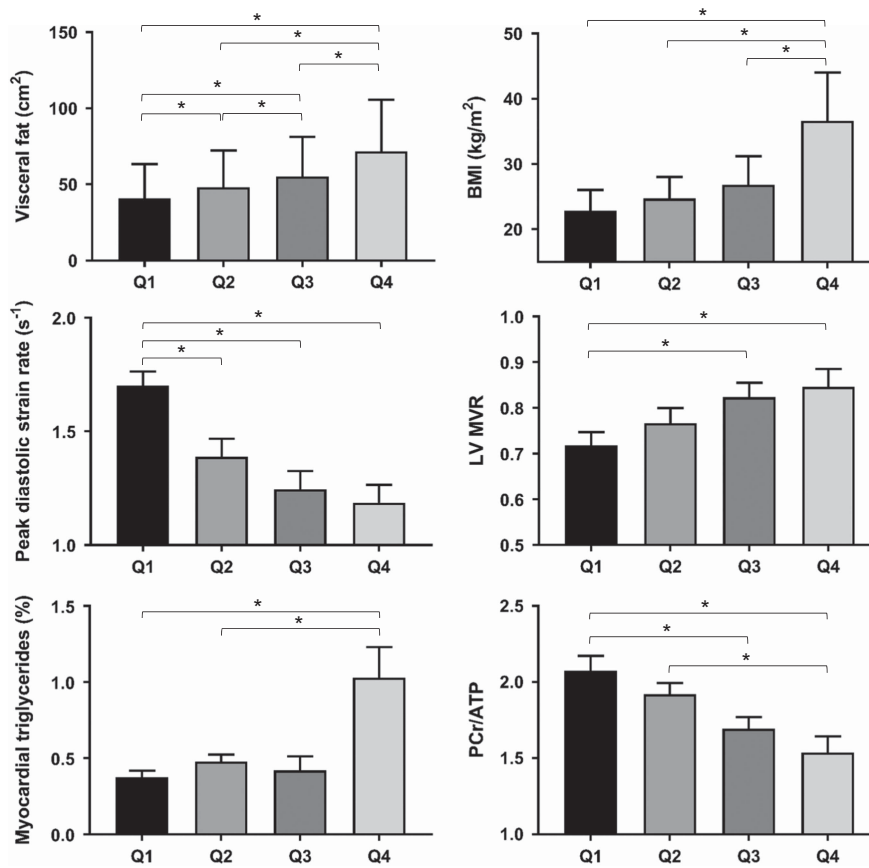 Visceral fat (cm²)
150
100
50
0
* * * * * *
Q1 Q2 Q3 Q4
BMI (kg/m²)
50
40
30
20
* * *
Q1 Q2 Q3 Q4
Peak diastolic strain rate (s⁻¹)
2.0
1.5
1.0
* * *
Q1 Q2 Q3 Q4
LV MVR
1.0
0.9
0.8
0.7
0.6
0.5
* *
Q1 Q2 Q3 Q4
Myocardial triglycerides (%)
1.5
1.0
0.5
0.0
* *
Q1 Q2 Q3 Q4
PCr/ATP
2.5
2.0
1.5
1.0
* * *
Q1 Q2 Q3 Q4